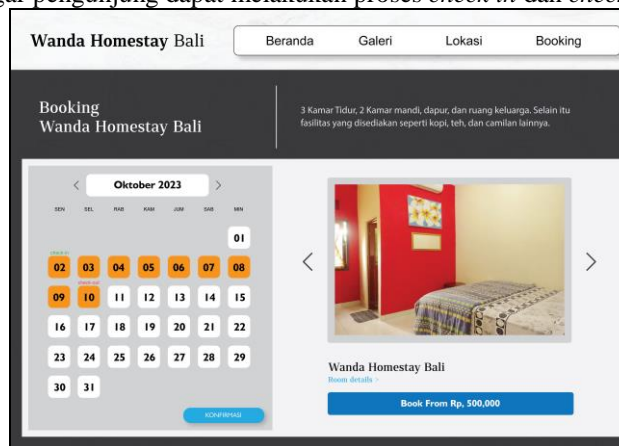 gar pengunjung dapat melakukan proses check in dan check
Wanda Homestay Bali
Beranda Galeri Lokasi Booking
Booking
Wanda Homestay Bali
3 Kamar Tidur, 2 Kamar mandi, dapur, dan ruang keluarga. Selain itu
fasilitas yang disediakan seperti kopi, teh, dan camilan lainnya.
< Oktober 2023 >
SEN SEL RAB KAM JUM SAB MIN
01
check in
02 03 04 05 06 07 08
check out
09 10 11 12 13 14 15
16 17 18 19 20 21 22
23 24 25 26 27 28 29
30 31
KONFIRMASI
< >
Wanda Homestay Bali
Room details >
Book From Rp, 500,000